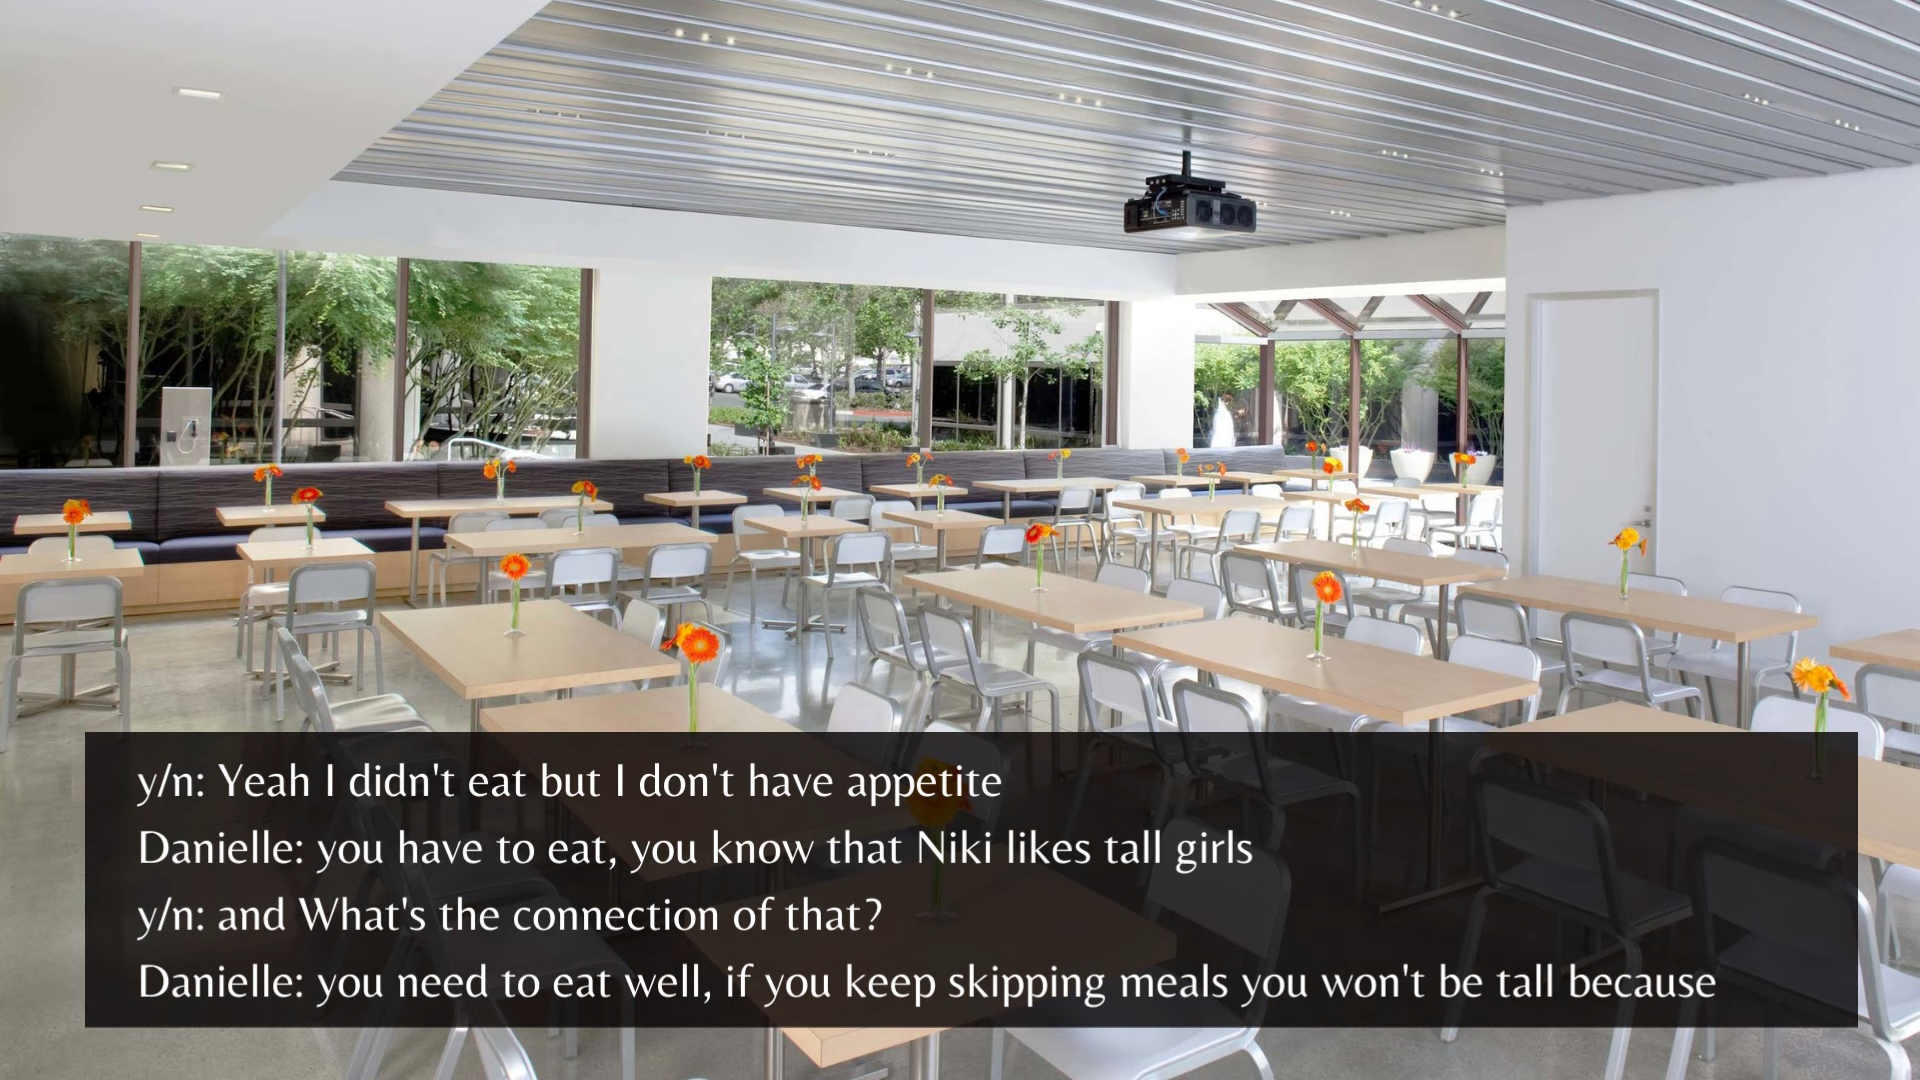 y/n: Yeah I didn't eat but I don't have appetite
Danielle: you have to eat, you know that Niki likes tall girls
y/n: and What's the connection of that?
Danielle: you need to eat well, if you keep skipping meals you won't be tall because